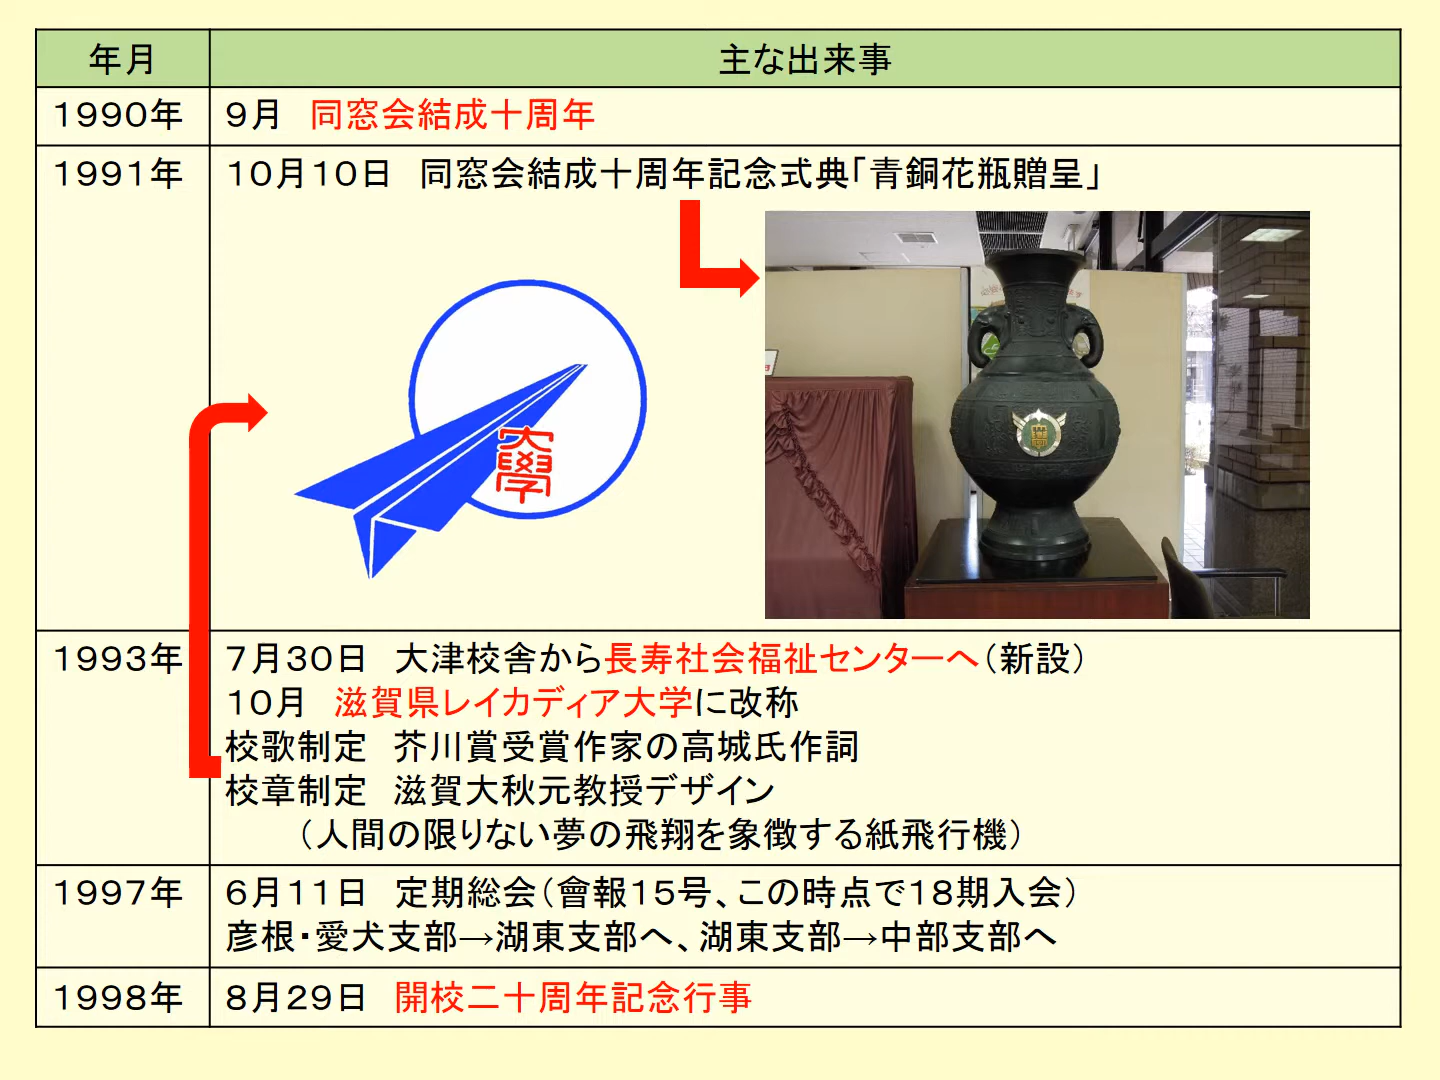 年月 主な出来事
1990年 9月 同窓会結成十周年
1991年 10月10日 同窓会結成十周年記念式典「青銅花瓶贈呈」
大學
1993年 7月30日 大津校舎から長寿社会福祉センターへ(新設)
10月 滋賀県レイカディア大学に改称
校歌制定 芥川賞受賞作家の高城氏作詞
校章制定 滋賀大秋元教授デザイン
(人間の限りない夢の飛翔を象徴する紙飛行機)
1997年 6月11日 定期総会(會報15号、この時点で18期入会)
彦根・愛犬支部→湖東支部へ、湖東支部→中部支部へ
1998年 8月29日 開校二十周年記念行事